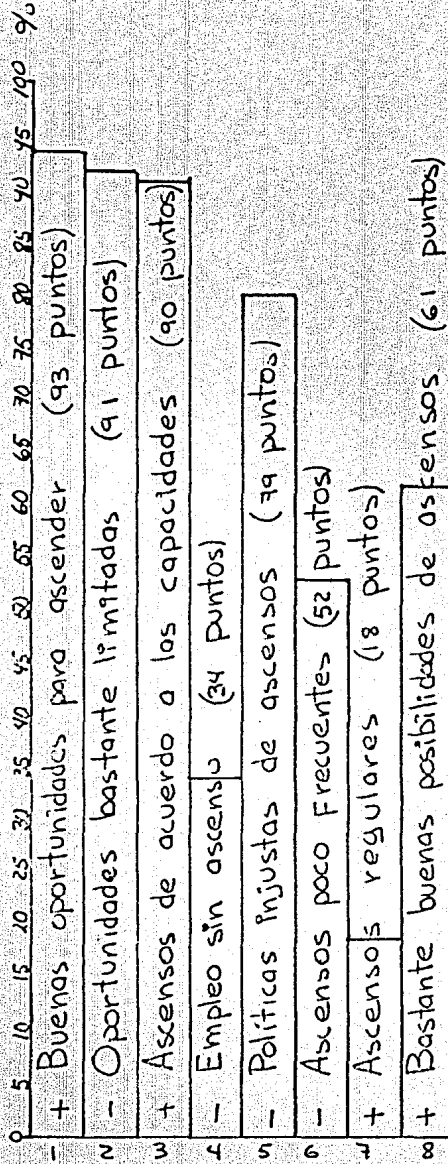 0 5 10 15 20 25 30 35 40 45 50 55 60 65 70 75 80 85 90 95 100 %
1 + Buenas oportunidades para ascender (93 puntos)
2 - Oportunidades bastante limitadas (91 puntos)
3 + Ascensos de acuerdo a las capacidades (90 puntos)
4 - Empleo sin ascenso (34 puntos)
5 - Políticas injustas de ascensos (79 puntos)
6 - Ascensos poco frecuentes (52 puntos)
7 + Ascensos regulares (18 puntos)
8 + Bastante buenas posibilidades de ascensos (61 puntos)